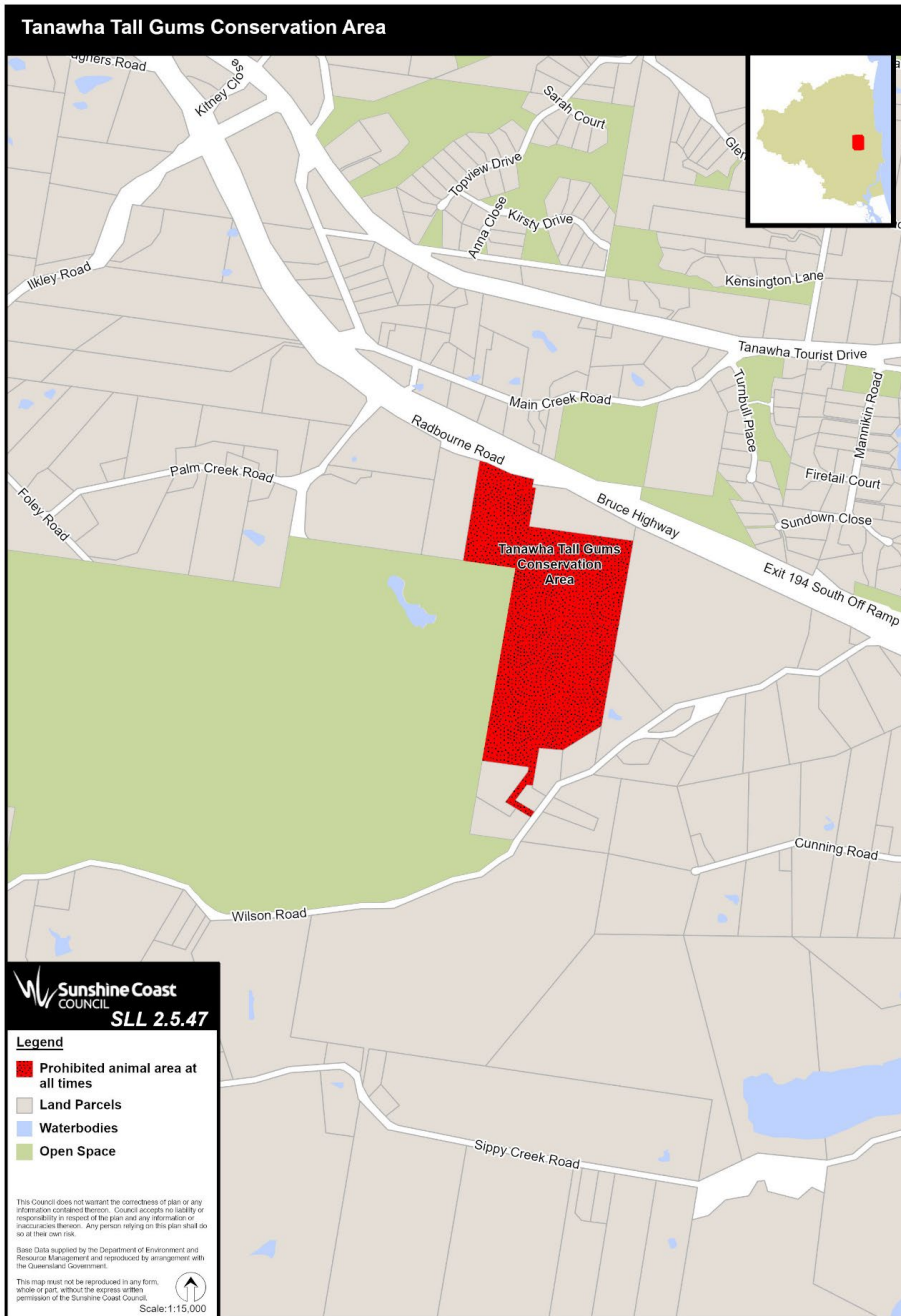 Tanawha Tall Gums Conservation Area
Kitney Close
Sarah Court
Topview Drive
Anna Close
Kirsty Drive
Ilkley Road
Kensington Lane
Tanawha Tourist Drive
Main Creek Road
Turnbull Place
Mannikin Road
Radbourne Road
Palm Creek Road
Firetail Court
Foley Road
Bruce Highway
Sundown Close
Tanawha Tall Gums
Conservation
Area
Exit 194 South Off Ramp
Cunning Road
Wilson Road
Sippy Creek Road
Sunshine Coast
COUNCIL
SLL 2.5.47
Legend
Prohibited animal area at
all times
Land Parcels
Waterbodies
Open Space
This Council does not warrant the correctness of plan or any
information contained thereon. Council accepts no liability or
responsibility in respect of the plan and any information or
inaccuracies thereon. Any person relying on this plan shall do
so at their own risk.
Base Data supplied by the Department of Environment and
Resource Management and reproduced by arrangement with
the Queensland Government.
This map must not be reproduced in any form,
whole or part, without the express written
permission of the Sunshine Coast Council.
Scale:1:15,000